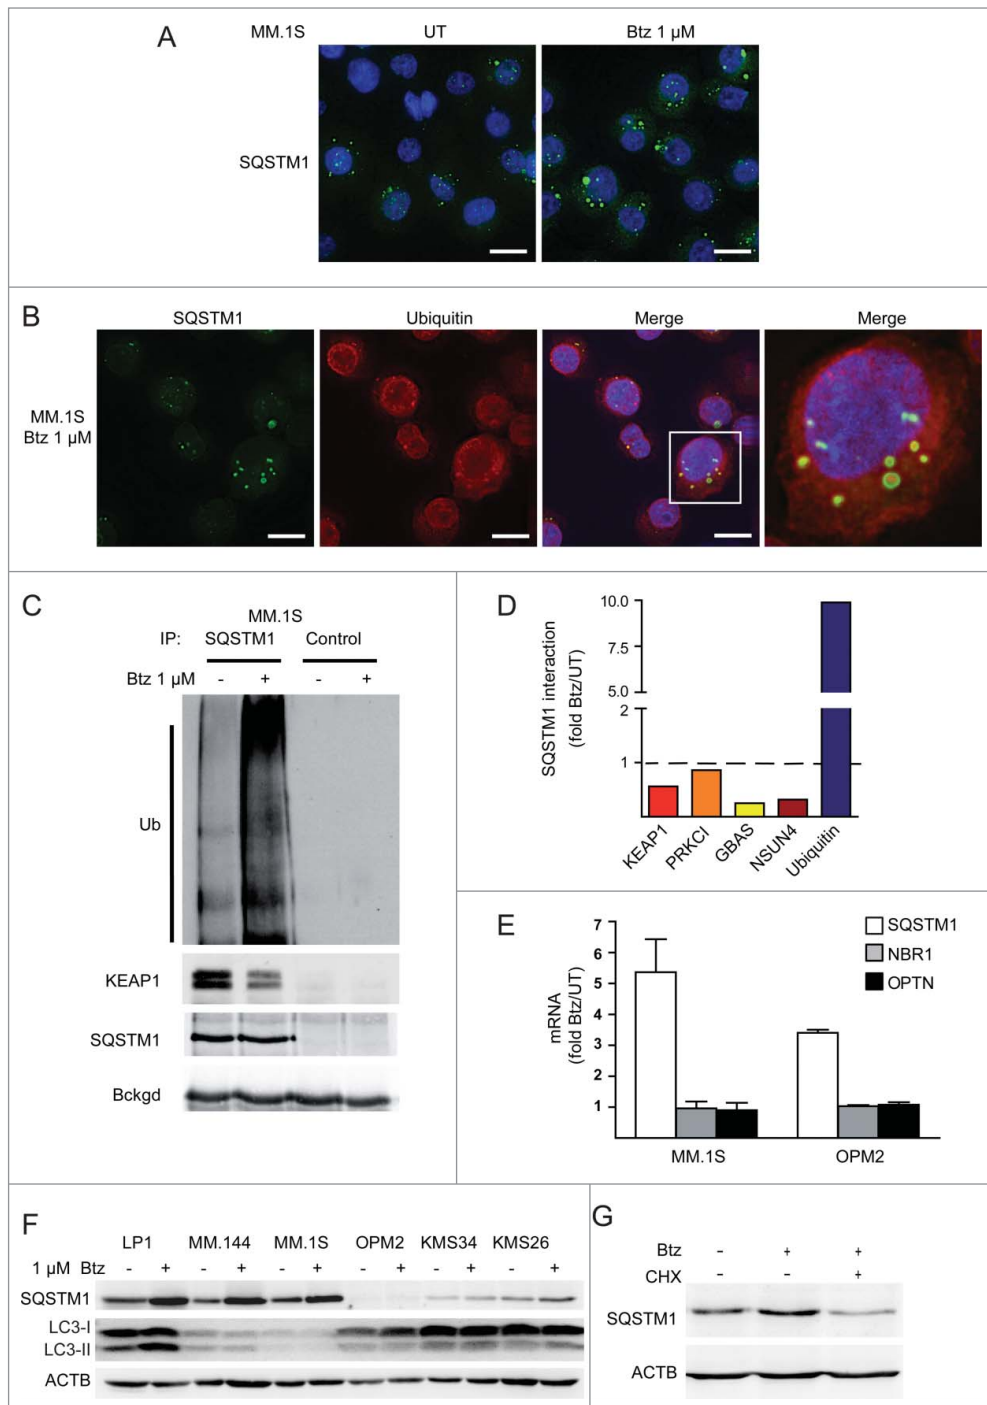 A
MM.1S UT Btz 1 µM
SQSTM1
B
SQSTM1 Ubiquitin Merge Merge
MM.1S
Btz 1 µM
C
MM.1S
IP: SQSTM1 Control
Btz 1 µM - + - +
Ub
KEAP1
SQSTM1
Bckgd
D
SQSTM1 interaction
(fold Btz/UT)
10.0
7.5
5.0
2
1
KEAP1 PRKCI GBAS NSUN4 Ubiquitin
E
mRNA
(fold Btz/UT)
7
6
5
4
3
2
1
SQSTM1
NBR1
OPTN
MM.1S OPM2
F
LP1 MM.144 MM.1S OPM2 KMS34 KMS26
1 µM Btz - + - + - + - + - + - +
SQSTM1
LC3-I
LC3-II
ACTB
G
Btz - + +
CHX - - +
SQSTM1
ACTB